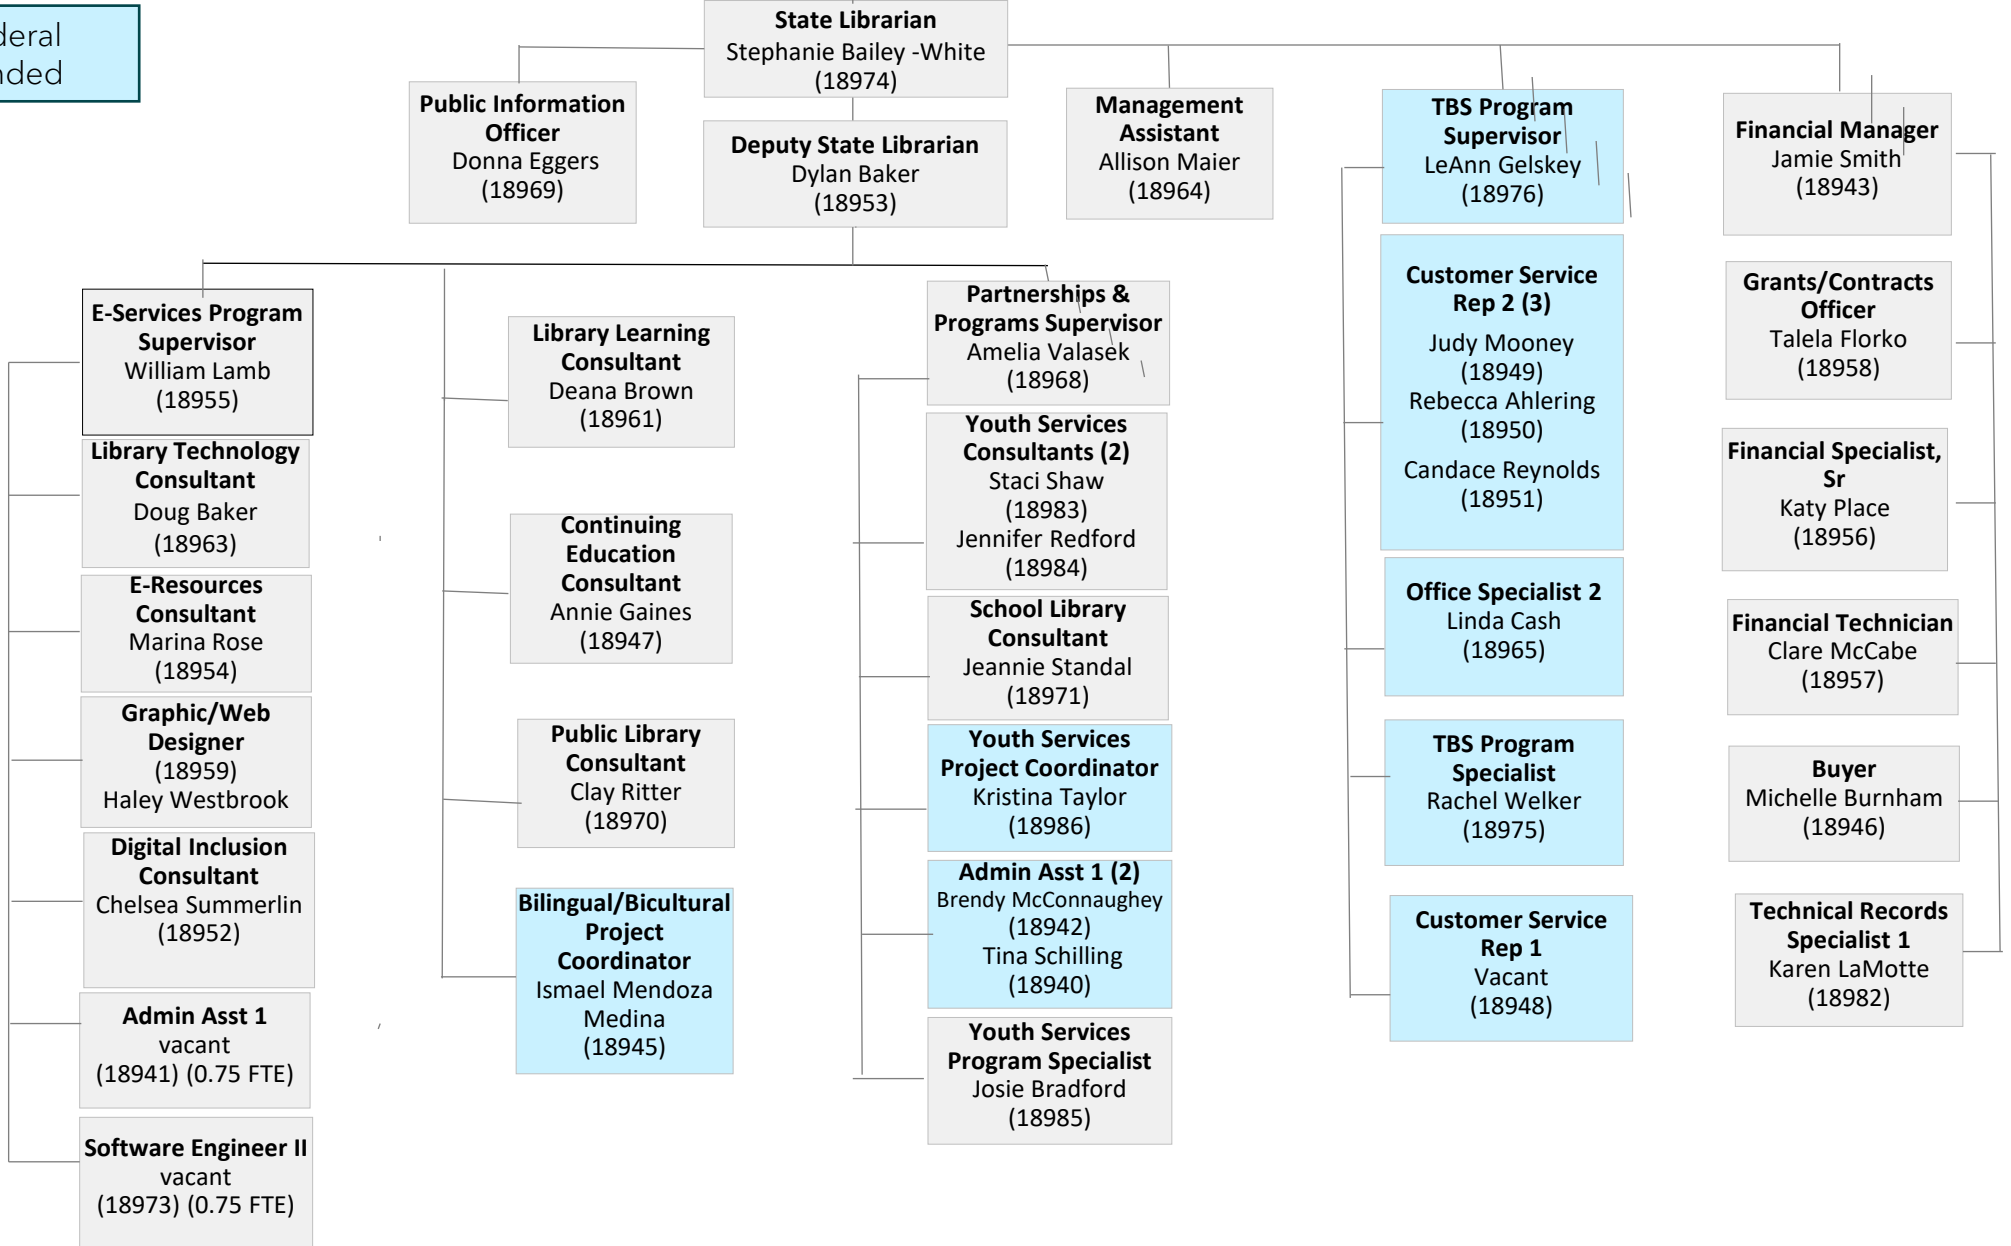 deral
nded
State Librarian
Stephanie Bailey -White
(18974)
Public Information
Officer
Donna Eggers
(18969)
Deputy State Librarian
Dylan Baker
(18953)
Management
Assistant
Allison Maier
(18964)
TBS Program
Supervisor
LeAnn Gelskey
(18976)
Financial Manager
Jamie Smith
(18943)
E-Services Program
Supervisor
William Lamb
(18955)
Library Technology
Consultant
Doug Baker
(18963)
E-Resources
Consultant
Marina Rose
(18954)
Graphic/Web
Designer
(18959)
Haley Westbrook
Digital Inclusion
Consultant
Chelsea Summerlin
(18952)
Admin Asst 1
vacant
(18941) (0.75 FTE)
Software Engineer II
vacant
(18973) (0.75 FTE)
Library Learning
Consultant
Deana Brown
(18961)
Continuing
Education
Consultant
Annie Gaines
(18947)
Public Library
Consultant
Clay Ritter
(18970)
Bilingual/Bicultural
Project
Coordinator
Ismael Mendoza
Medina
(18945)
Partnerships &
Programs Supervisor
Amelia Valasek
(18968)
Youth Services
Consultants (2)
Staci Shaw
(18983)
Jennifer Redford
(18984)
School Library
Consultant
Jeannie Standal
(18971)
Youth Services
Project Coordinator
Kristina Taylor
(18986)
Admin Asst 1 (2)
Brendy McConnaughey
(18942)
Tina Schilling
(18940)
Youth Services
Program Specialist
Josie Bradford
(18985)
Customer Service
Rep 2 (3)
Judy Mooney
(18949)
Rebecca Ahlering
(18950)
Candace Reynolds
(18951)
Office Specialist 2
Linda Cash
(18965)
TBS Program
Specialist
Rachel Welker
(18975)
Customer Service
Rep 1
Vacant
(18948)
Grants/Contracts
Officer
Talela Florko
(18958)
Financial Specialist,
Sr
Katy Place
(18956)
Financial Technician
Clare McCabe
(18957)
Buyer
Michelle Burnham
(18946)
Technical Records
Specialist 1
Karen LaMotte
(18982)